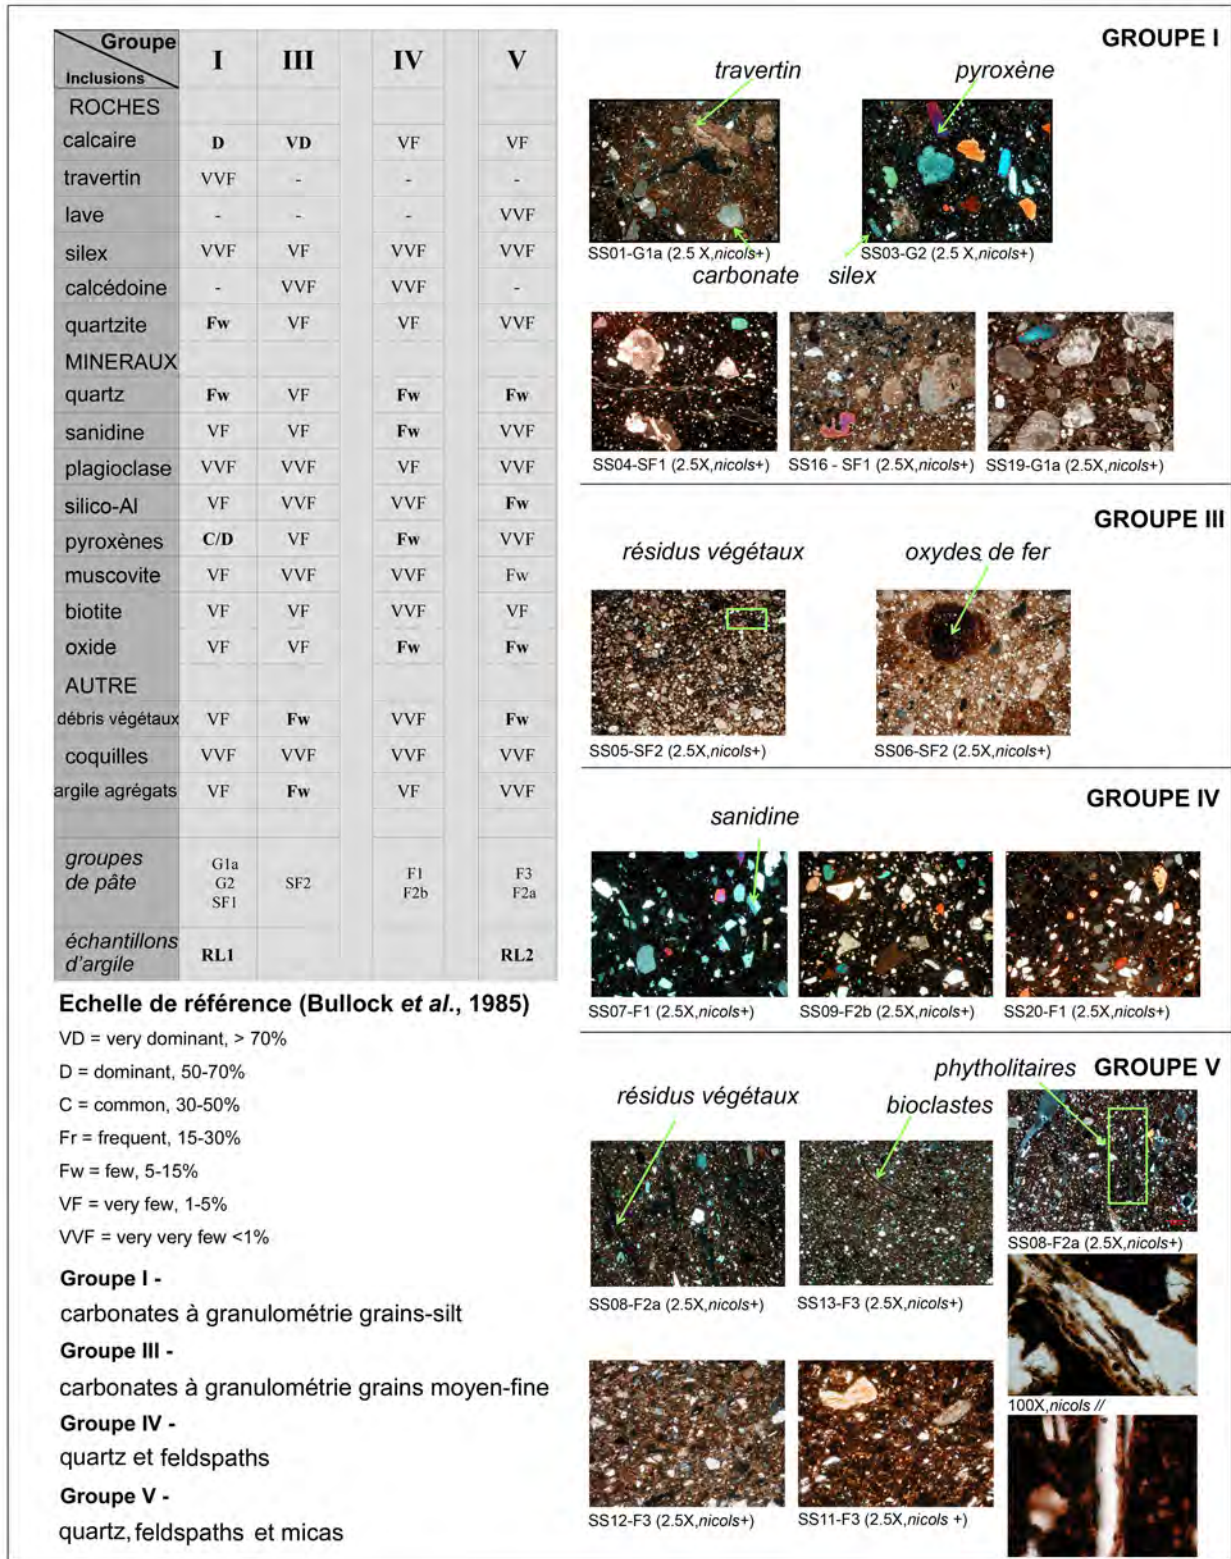 Groupe
Inclusions
I III IV V
ROCHES
calcaire D VD VF VF
travertin VVF - - -
lave - - - VVF
silex VVF VF VVF VVF
calcédoine - VVF VVF -
quartzite Fw VF VF VVF
MINERAUX
quartz Fw VF Fw Fw
sanidine VF VF Fw VVF
plagioclase VVF VVF VF VVF
silico-Al VF VVF VVF Fw
pyroxènes C/D VF Fw VVF
muscovite VF VVF VVF Fw
biotite VF VF VVF VF
oxide VF VF Fw Fw
AUTRE
débris végétaux VF Fw VVF Fw
coquilles VVF VVF VVF VVF
argile agrégats VF Fw VF VVF
groupes
de pâte
G1a
G2
SF1
SF2
F1
F2b
F3
F2a
échantillons
d'argile
RL1 RL2
Echelle de référence (Bullock et al., 1985)
VD = very dominant, > 70%
D = dominant, 50-70%
C = common, 30-50%
Fr = frequent, 15-30%
Fw = few, 5-15%
VF = very few, 1-5%
VVF = very very few <1%
Groupe I -
carbonates à granulométrie grains-silt
Groupe III -
carbonates à granulométrie grains moyen-fine
Groupe IV -
quartz et feldspaths
Groupe V -
quartz, feldspaths et micas
GROUPE I
travertin pyroxène
SS01-G1a (2.5 X,nicols+) SS03-G2 (2.5 X,nicols+)
carbonate silex
SS04-SF1 (2.5X,nicols+) SS16 - SF1 (2.5X,nicols+) SS19-G1a (2.5X,nicols+)
GROUPE III
résidus végétaux oxydes de fer
SS05-SF2 (2.5X,nicols+) SS06-SF2 (2.5X,nicols+)
GROUPE IV
sanidine
SS07-F1 (2.5X,nicols+) SS09-F2b (2.5X,nicols+) SS20-F1 (2.5X,nicols+)
phytholitaires GROUPE V
résidus végétaux bioclastes
SS08-F2a (2.5X,nicols+)
SS08-F2a (2.5X,nicols+) SS13-F3 (2.5X,nicols+)
100X,nicols //
SS12-F3 (2.5X,nicols+) SS11-F3 (2.5X,nicols +)